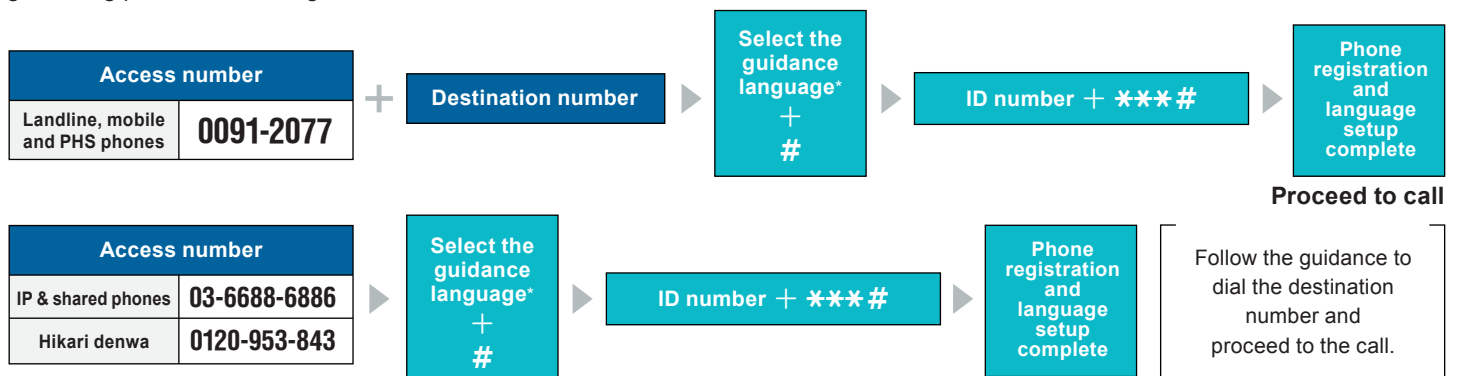 Access number
Landline, mobile
and PHS phones
0091-2077
+
Destination number
Select the
guidance
language*
+
#
ID number + ***#
Phone
registration
and
language
setup
complete
Proceed to call
Access number
IP & shared phones
03-6688-6886
Hikari denwa
0120-953-843
Select the
guidance
language*
+
#
ID number + ***#
Phone
registration
and
language
setup
complete
Follow the guidance to
dial the destination
number and
proceed to the call.